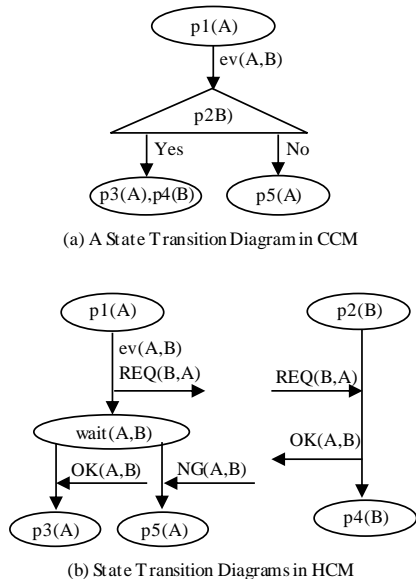 p1(A)
ev(A,B)
p2B)
Yes
No
p3(A),p4(B)
p5(A)
(a) A State Transition Diagram in CCM
p1(A)
p2(B)
ev(A,B)
REQ(B,A)
REQ(B,A)
wait(A,B)
OK(A,B)
OK(A,B)
NG(A,B)
p3(A)
p5(A)
p4(B)
(b) State Transition Diagrams in HCM